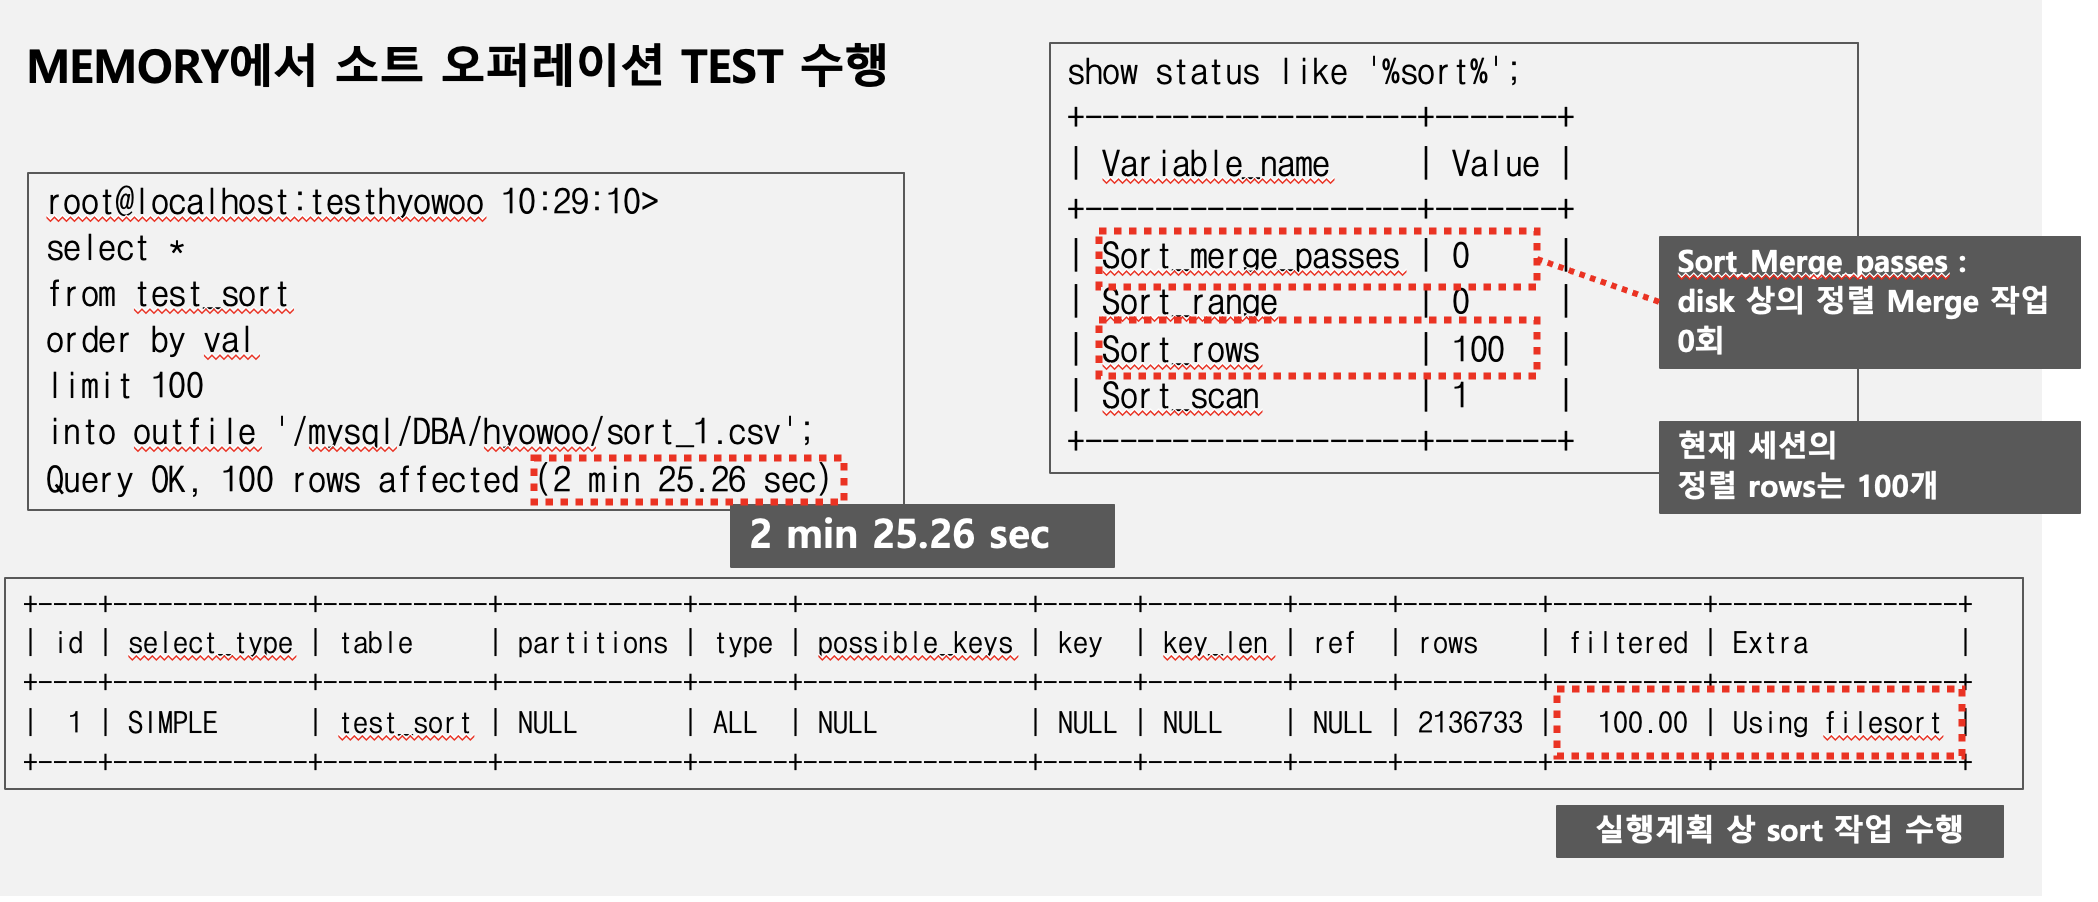 MEMORY에서 소트 오퍼레이션 TEST 수행
root@localhost:testhyowoo 10:29:10>
select *
from test_sort
order by val
limit 100
into outfile '/mysql/DBA/hyowoo/sort_1.csv';
Query OK, 100 rows affected (2 min 25.26 sec)
2 min 25.26 sec
show status like '%sort%';
+-------------------+-------+
| Variable_name     | Value |
+-------------------+-------+
| Sort_merge_passes | 0     |
| Sort_range        | 0     |
| Sort_rows         | 100   |
| Sort_scan         | 1     |
+-------------------+-------+
Sort_Merge_passes :
disk 상의 정렬 Merge 작업
0회
현재 세션의
정렬 rows는 100개
+----+-------------+-----------+------------+------+---------------+------+---------+------+---------+----------+----------------+
| id | select_type | table     | partitions | type | possible_keys | key  | key_len | ref  | rows    | filtered | Extra          |
+----+-------------+-----------+------------+------+---------------+------+---------+------+---------+----------+----------------+
|  1 | SIMPLE      | test_sort | NULL       | ALL  | NULL          | NULL | NULL    | NULL | 2136733 |   100.00 | Using filesort |
+----+-------------+-----------+------------+------+---------------+------+---------+------+---------+----------+----------------+
실행계획 상 sort 작업 수행